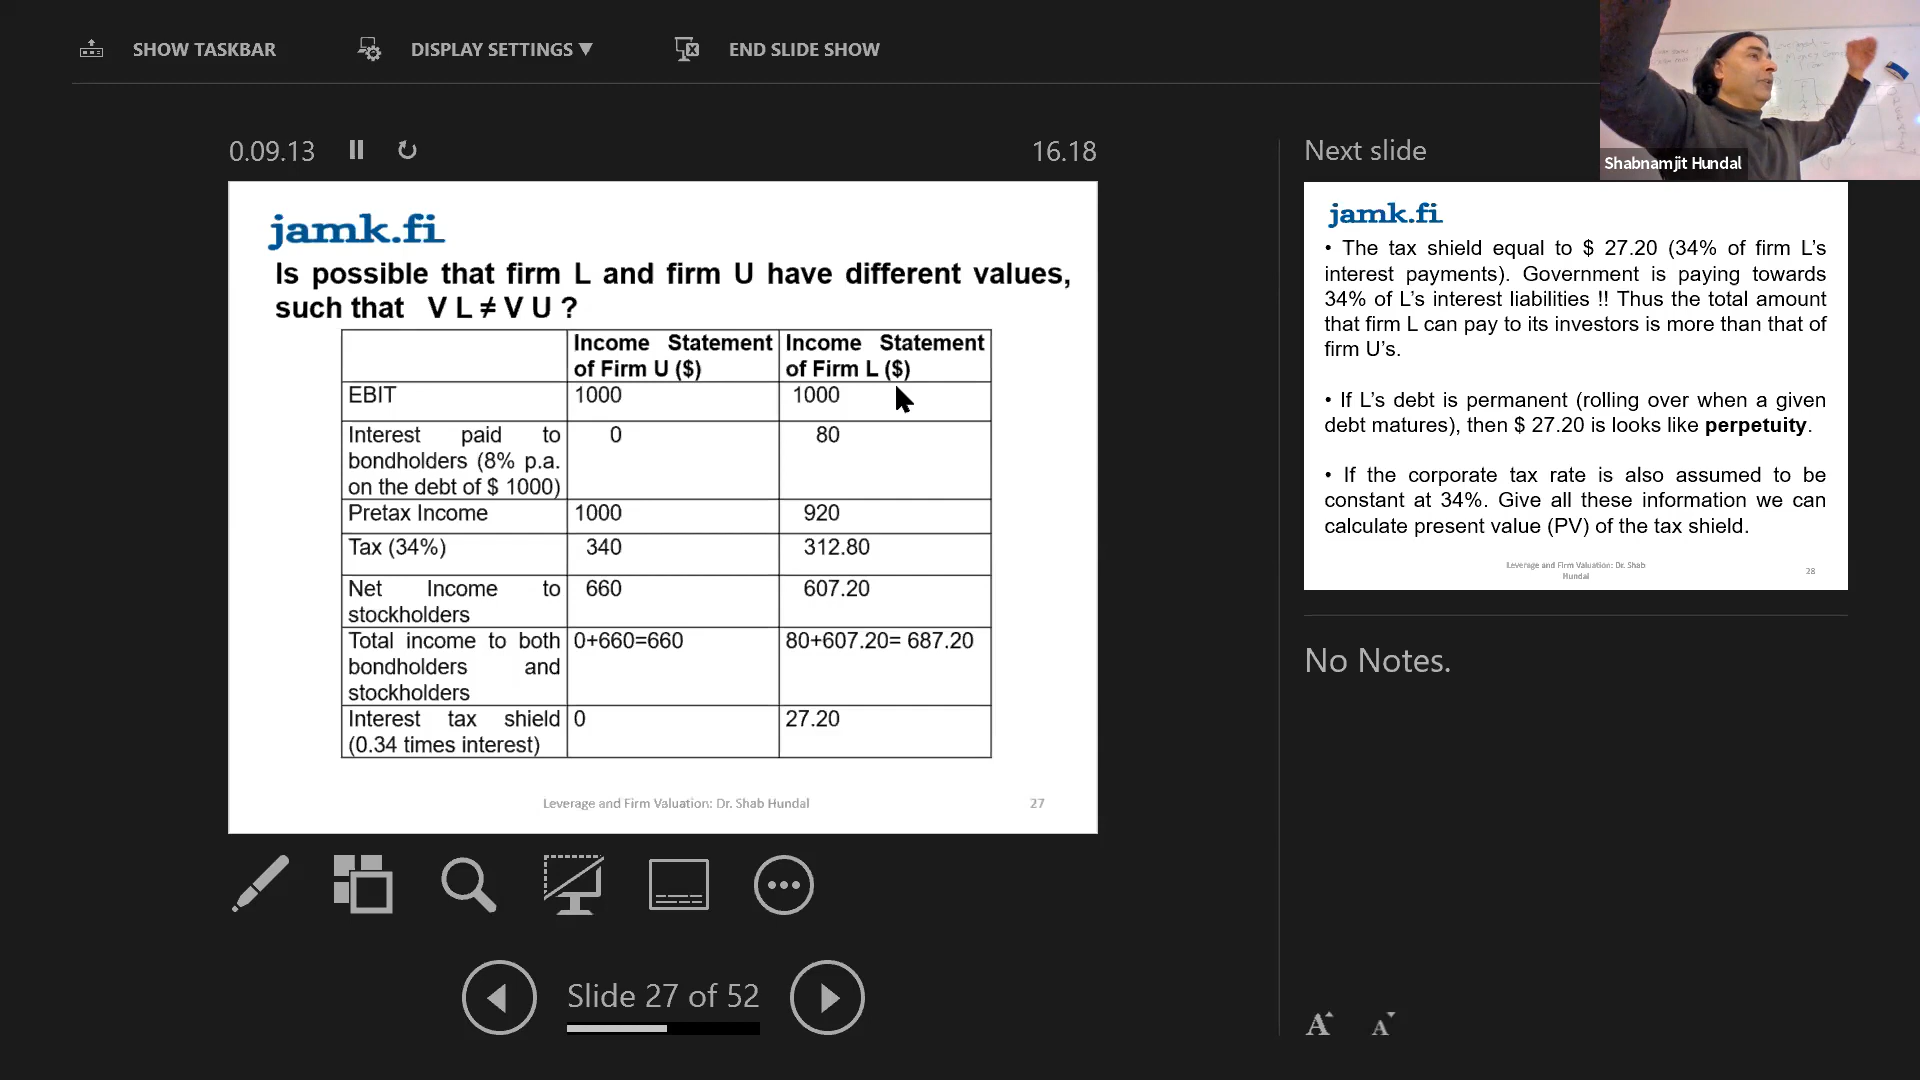 SHOW TASKBAR
DISPLAY SETTINGS ▼
END SLIDE SHOW
Shabnamjit Hundal
0.09.13
16.18
Next slide
jamk.fi
Is possible that firm L and firm U have different values,
such that V L ≠ V U ?
Income Statement of Firm U ($)
Income Statement of Firm L ($)
EBIT 1000 1000
Interest paid to
bondholders (8% p.a.
on the debt of $ 1000)
0 80
Pretax Income 1000 920
Tax (34%) 340 312.80
Net Income to
stockholders
660 607.20
Total income to both
bondholders and
stockholders
0+660=660 80+607.20= 687.20
Interest tax shield
(0.34 times interest)
0 27.20
Leverage and Firm Valuation: Dr. Shab Hundal
27
jamk.fi
• The tax shield equal to $ 27.20 (34% of firm L’s
interest payments). Government is paying towards
34% of L’s interest liabilities !! Thus the total amount
that firm L can pay to its investors is more than that of
firm U’s.
• If L’s debt is permanent (rolling over when a given
debt matures), then $ 27.20 is looks like perpetuity.
• If the corporate tax rate is also assumed to be
constant at 34%. Give all these information we can
calculate present value (PV) of the tax shield.
Leverage and Firm Valuation: Dr. Shab
Hundal
28
No Notes.
Slide 27 of 52
A A